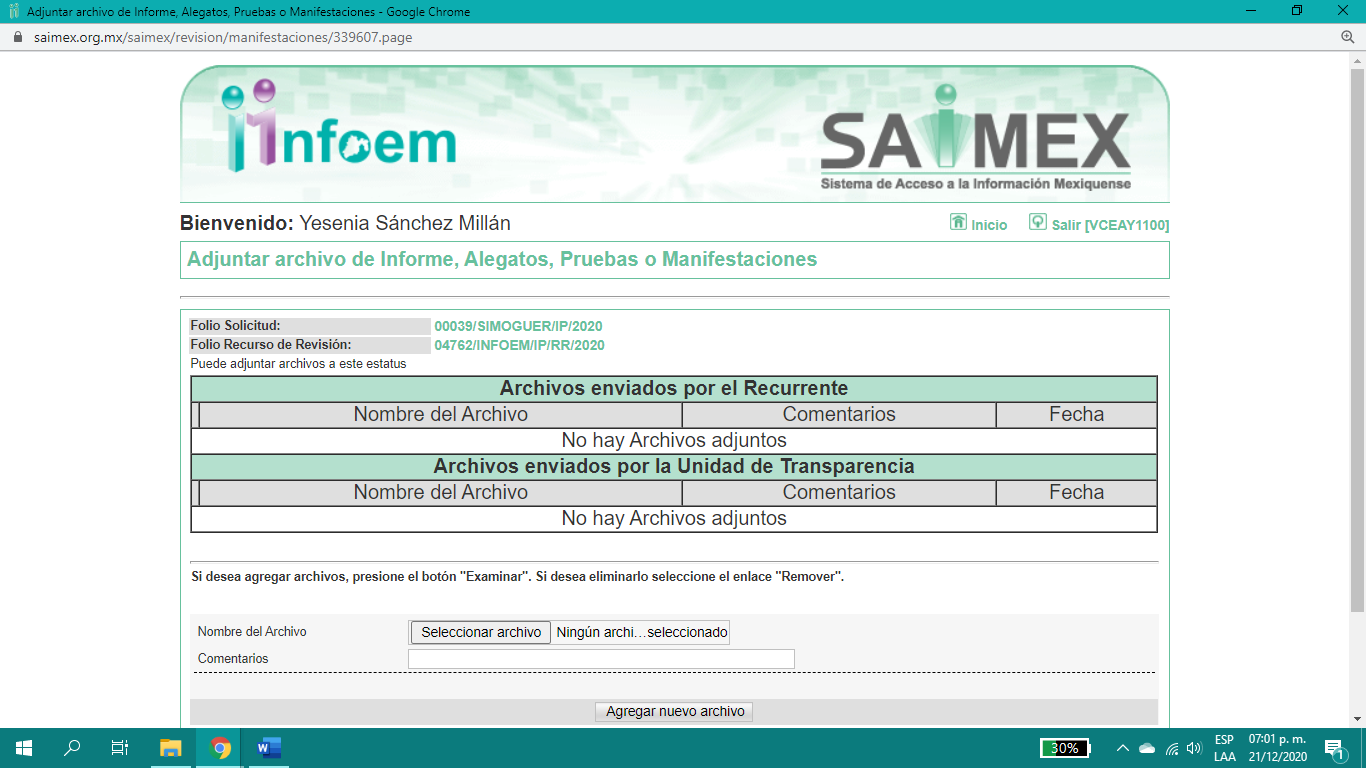 Adjuntar archivo de Informe, Alegatos, Pruebas o Manifestaciones - Google Chrome
saimex.org.mx/saimex/revision/manifestaciones/339607.page
infoem
SAIMEX
Sistema de Acceso a la Información Mexiquense
Bienvenido: Yesenia Sánchez Millán
Inicio Salir [VCEAY1100]
Adjuntar archivo de Informe, Alegatos, Pruebas o Manifestaciones
Folio Solicitud: 00039/SIMOGUER/IP/2020
Folio Recurso de Revisión: 04762/INFOEM/IP/RR/2020
Puede adjuntar archivos a este estatus
Archivos enviados por el Recurrente
Nombre del Archivo Comentarios Fecha
No hay Archivos adjuntos
Archivos enviados por la Unidad de Transparencia
Nombre del Archivo Comentarios Fecha
No hay Archivos adjuntos
Si desea agregar archivos, presione el botón "Examinar". Si desea eliminarlo seleccione el enlace "Remover".
Nombre del Archivo Seleccionar archivo Ningún archi...seleccionado
Comentarios
Agregar nuevo archivo
30% ESP 07:01 p. m.
LAA 21/12/2020 1